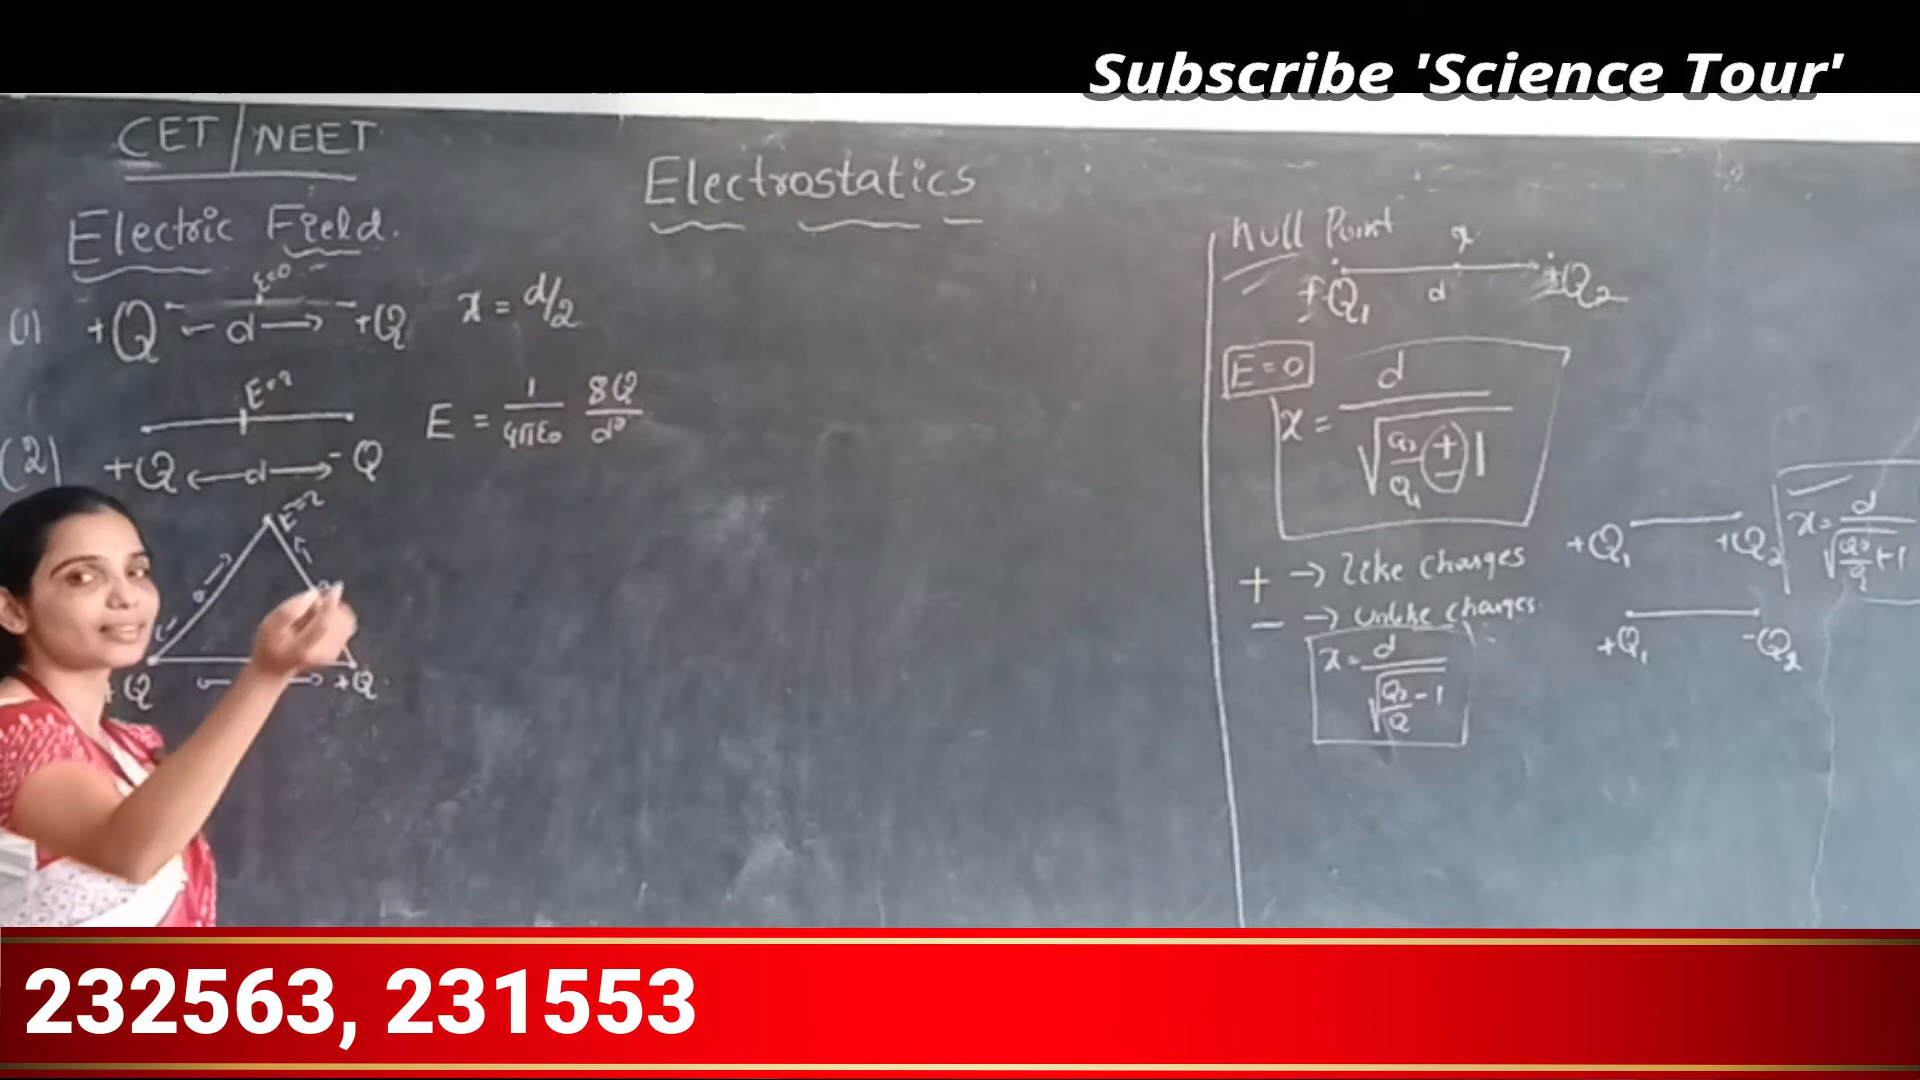 Subscribe 'Science Tour'
CET/NEET
Electrostatics
Electric Field.
E=0
(1) +Q ← d → +Q x = d/2
E=?
(2) +Q ← d → -Q E = 1/4πε₀ 8Q/d²
E=?
a
+Q ← → +Q
Null Point
x
±Q₁ d ±Q₂
E=0
x = d/√(Q₂/Q₁) ± 1
+ → like charges
− → unlike charges.
x = d/√(Q₂/Q) - 1
+Q₁ +Q₂
x = d/√(Q₂/Q) + 1
+Q₁ -Q₂
232563, 231553